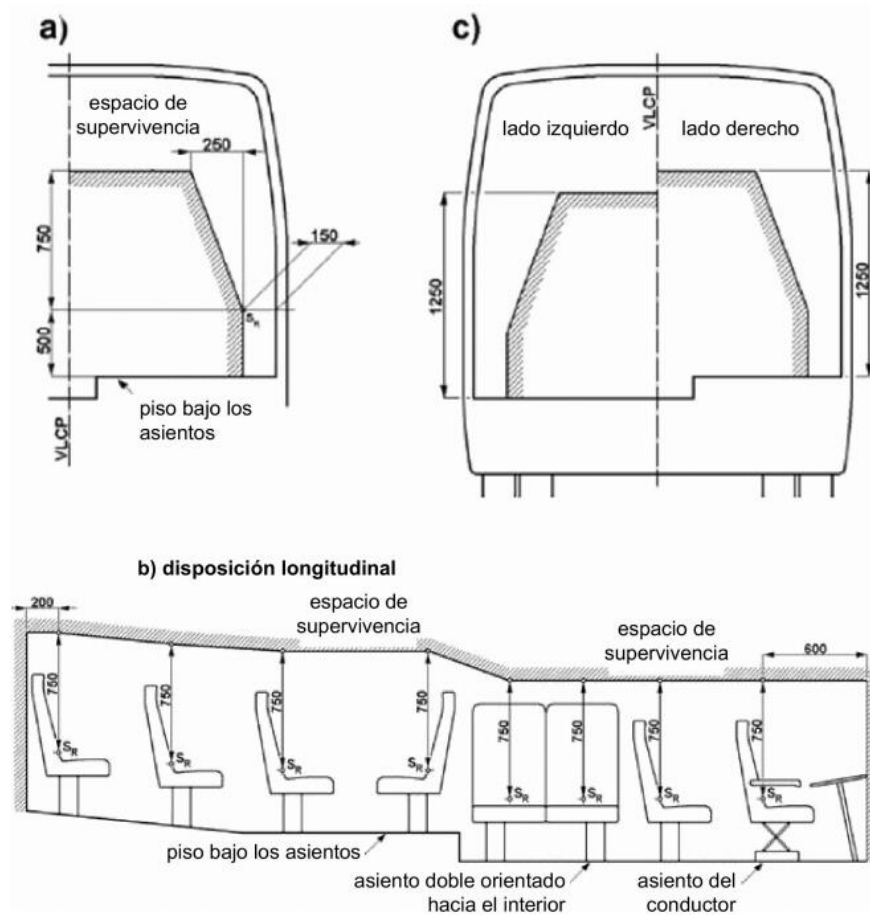 a)
espacio de
supervivencia
250
750
150
S_R
500
piso bajo los
asientos
VLCP
c)
VLCP
lado izquierdo
lado derecho
1250
1250
b) disposición longitudinal
200
espacio de
supervivencia
espacio de
supervivencia
600
750
750
750
750
750
750
750
750
S_R
S_R
S_R
S_R
S_R
S_R
S_R
S_R
piso bajo los asientos
asiento doble orientado
hacia el interior
asiento del
conductor